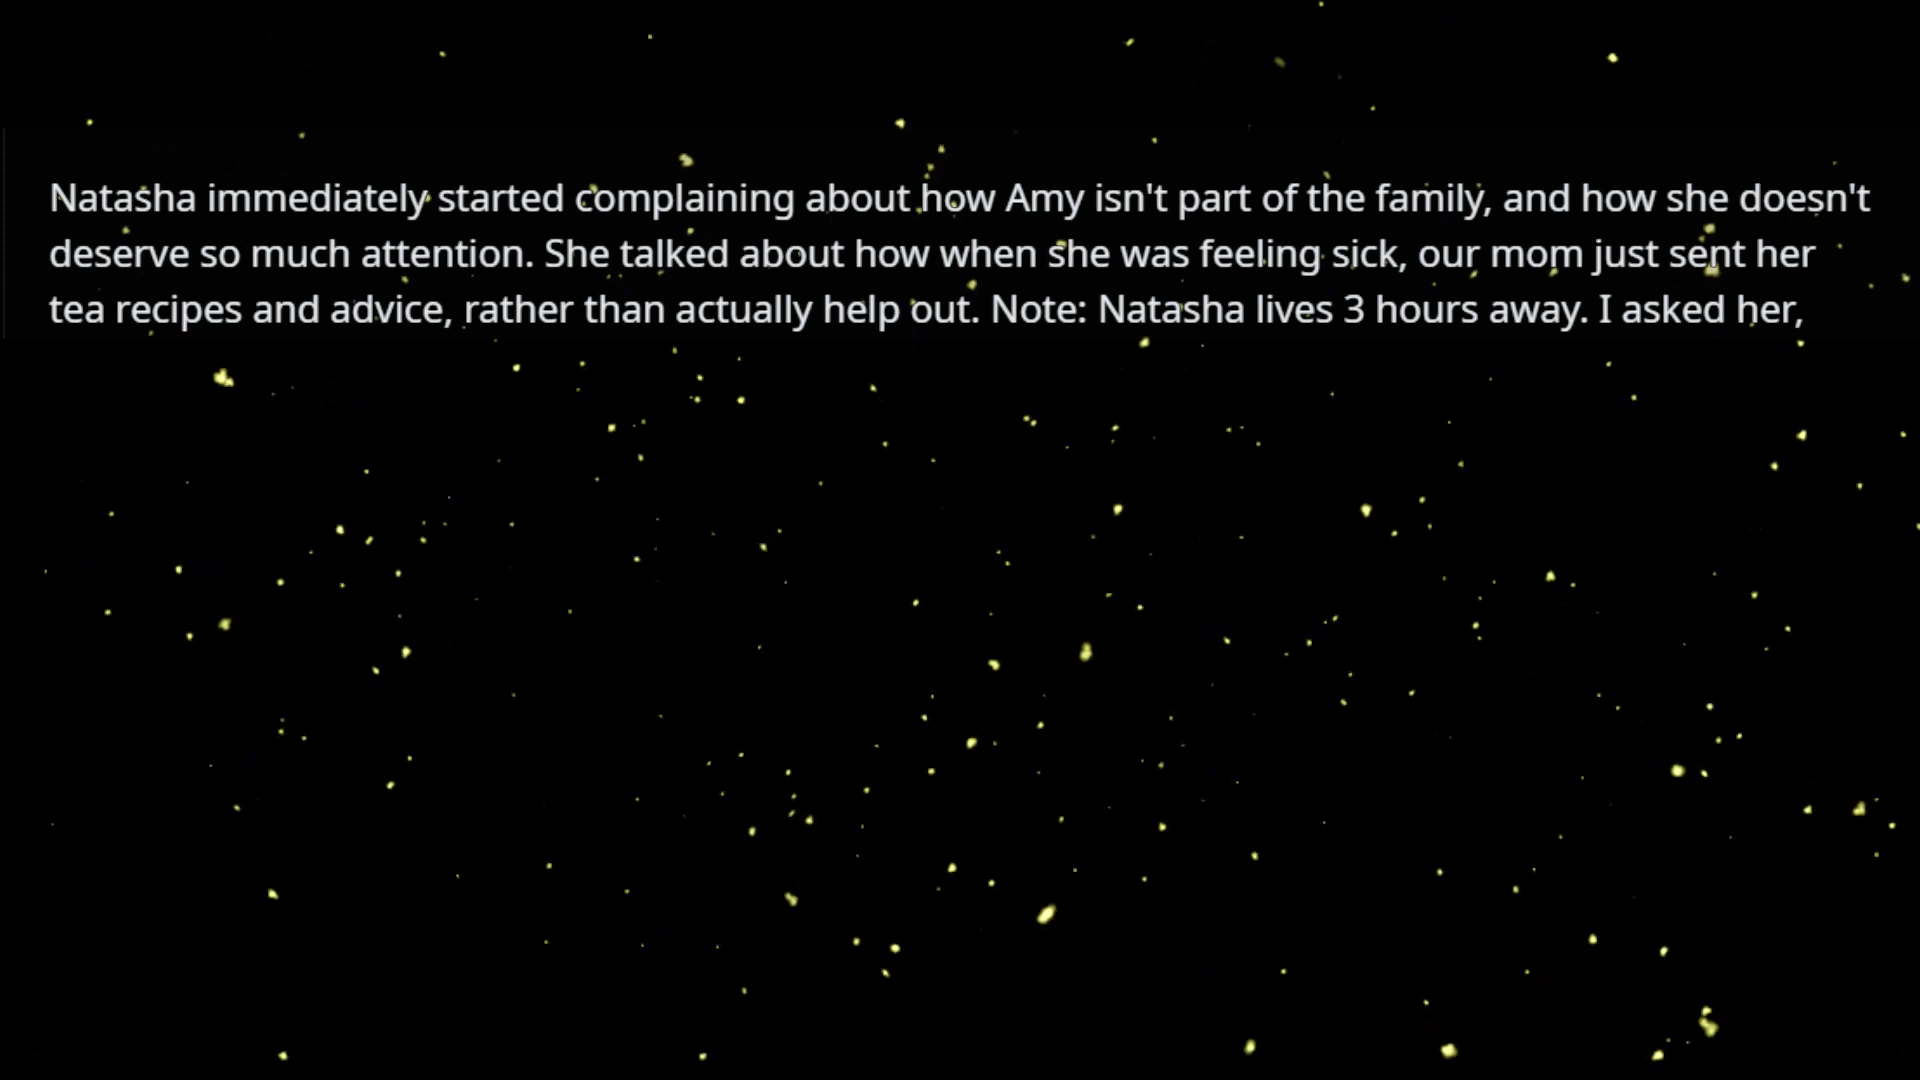 Natasha immediately started complaining about how Amy isn't part of the family, and how she doesn't
deserve so much attention. She talked about how when she was feeling sick, our mom just sent her
tea recipes and advice, rather than actually help out. Note: Natasha lives 3 hours away. I asked her,